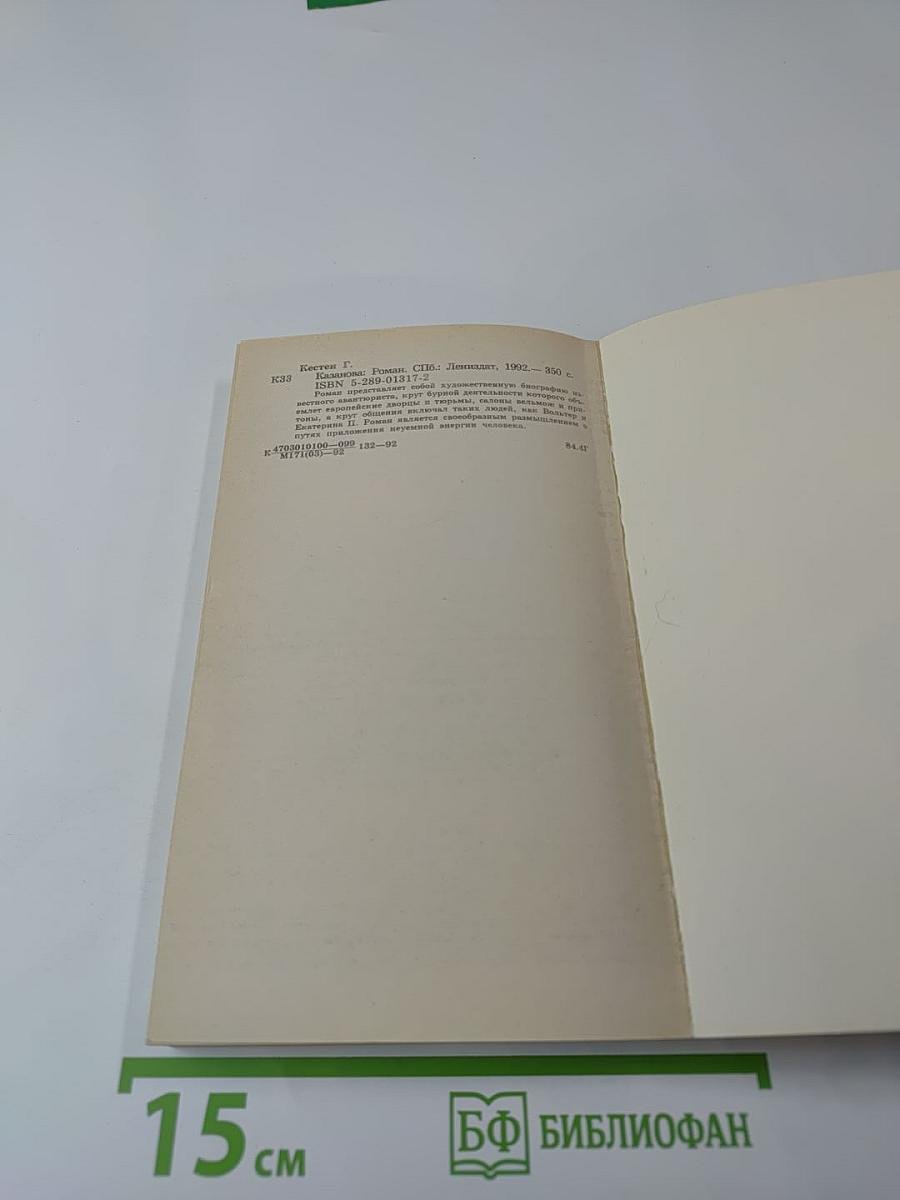 Кестен Г.
К33 Казанова: Роман. СПб.: Лениздат, 1992.— 350 с.
ISBN 5-289-01317-2
Роман представляет собой художественную биографию из-
вестного авантюриста, круг бурной деятельности которого объ-
емлет европейские дворцы и тюрьмы, салоны вельмож и при-
тоны, а круг общения включал таких людей, как Вольтер и
Екатерина II. Роман является своеобразным размышлением о
путях приложения неуемной энергии человека.
К 4703010100—099 132—92 84.4Г
М171(03)—92
15 см
БФ БИБЛИОФАН